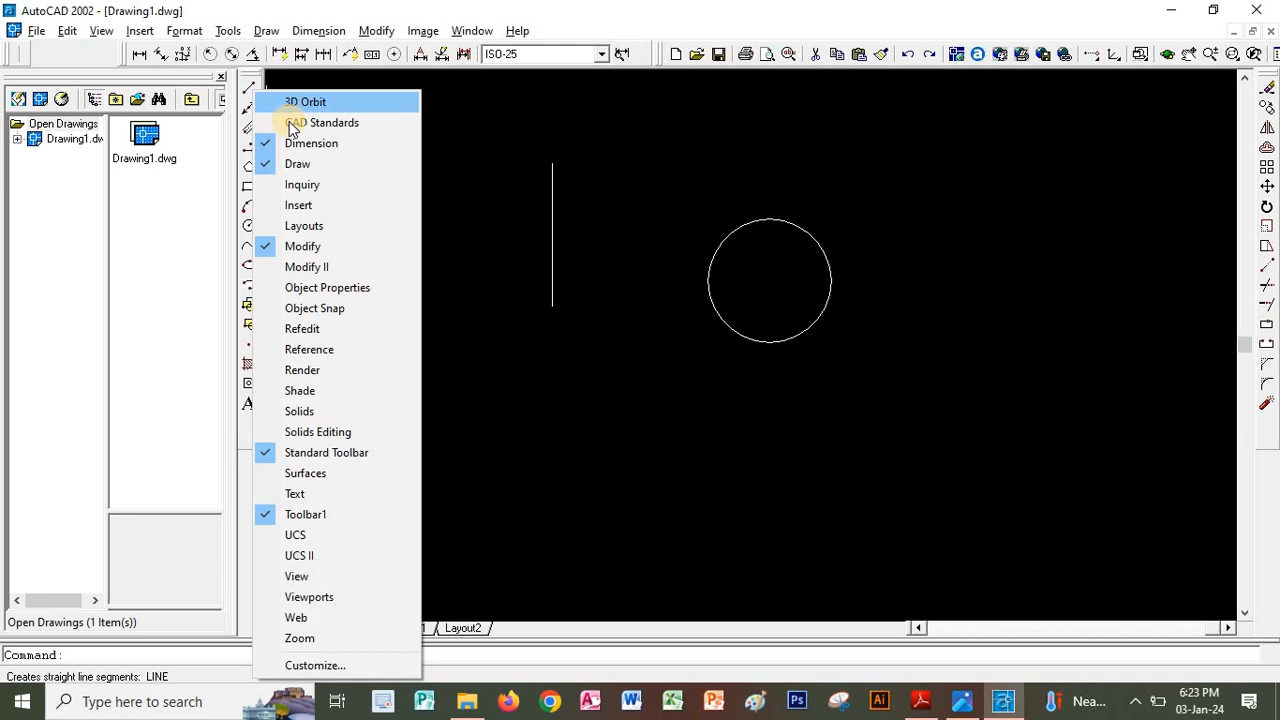 AutoCAD 2002 - [Drawing1.dwg]
File Edit View Insert Format Tools Draw Dimension Modify Image Window Help
ISO-25
Open Drawings
Drawing1.dw
Drawing1.dwg
3D Orbit
CAD Standards
Dimension
Draw
Inquiry
Insert
Layouts
Modify
Modify II
Object Properties
Object Snap
Refedit
Reference
Render
Shade
Solids
Solids Editing
Standard Toolbar
Surfaces
Text
Toolbar1
UCS
UCS II
View
Viewports
Web
Zoom
Customize...
Open Drawings (1 Item(s))
Layout2
Command:
Creates straight line segments: LINE
Type here to search
Nea...
6:23 PM
03-Jan-24